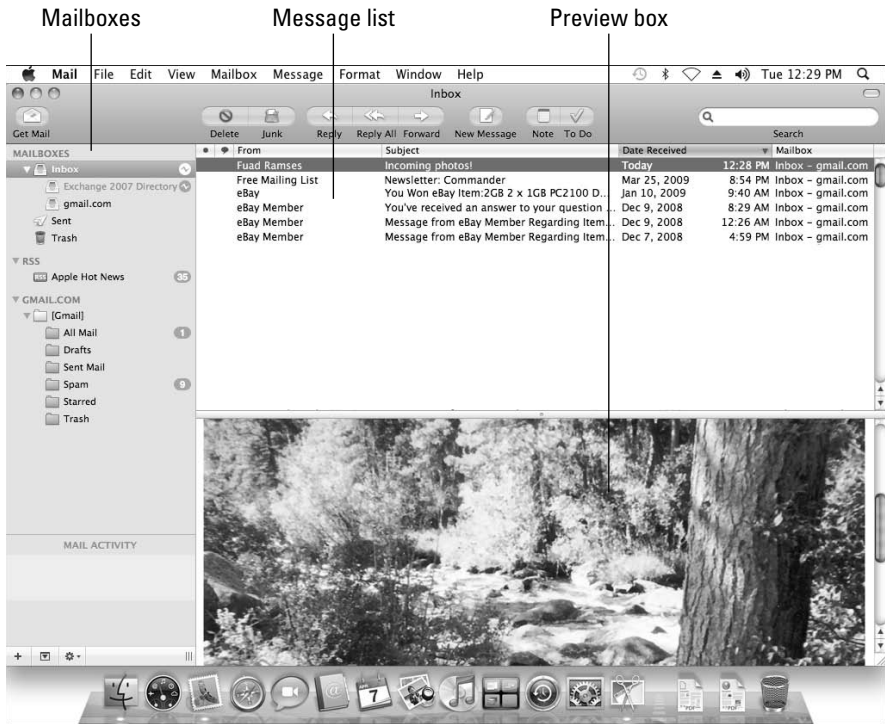 Mailboxes Message list Preview box
Mail File Edit View Mailbox Message Format Window Help Tue 12:29 PM
Inbox
Get Mail Delete Junk Reply Reply All Forward New Message Note To Do Search
MAILBOXES
Inbox
Exchange 2007 Directory
gmail.com
Sent
Trash
RSS
Apple Hot News 35
GMAIL.COM
[Gmail]
All Mail 1
Drafts
Sent Mail
Spam 9
Starred
Trash
MAIL ACTIVITY
From Subject Date Received Mailbox
Fuad Ramses Incoming photos! Today 12:28 PM Inbox – gmail.com
Free Mailing List Newsletter: Commander Mar 25, 2009 8:54 PM Inbox – gmail.com
eBay You Won eBay Item:2GB 2 x 1GB PC2100 D... Jan 10, 2009 9:40 AM Inbox – gmail.com
eBay Member You've received an answer to your question ... Dec 9, 2008 8:29 AM Inbox – gmail.com
eBay Member Message from eBay Member Regarding Item... Dec 9, 2008 12:26 AM Inbox – gmail.com
eBay Member Message from eBay Member Regarding Item... Dec 7, 2008 4:59 PM Inbox – gmail.com
7
PDF
PDF